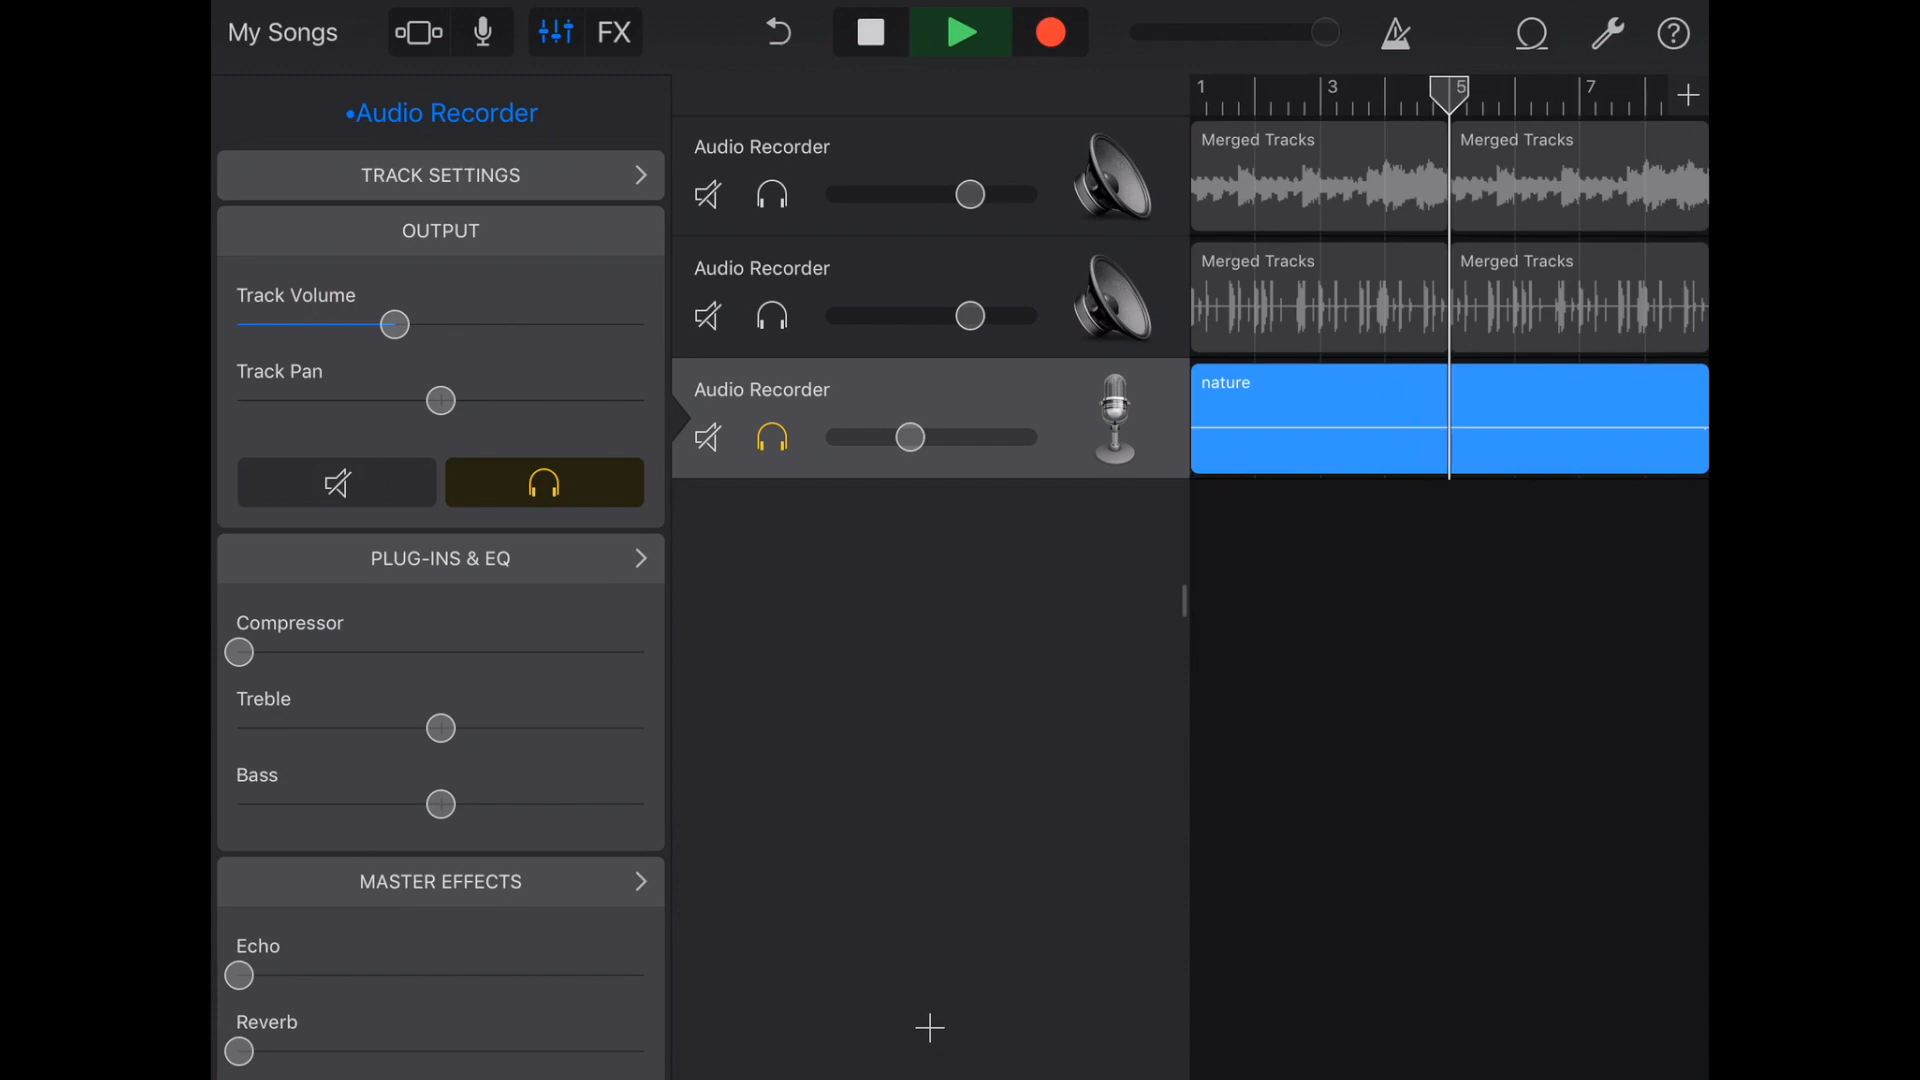 My Songs
FX
•Audio Recorder
TRACK SETTINGS
OUTPUT
Track Volume
Track Pan
PLUG-INS & EQ
Compressor
Treble
Bass
MASTER EFFECTS
Echo
Reverb
Audio Recorder
Audio Recorder
Audio Recorder
1 3 5 7
Merged Tracks Merged Tracks
Merged Tracks Merged Tracks
nature